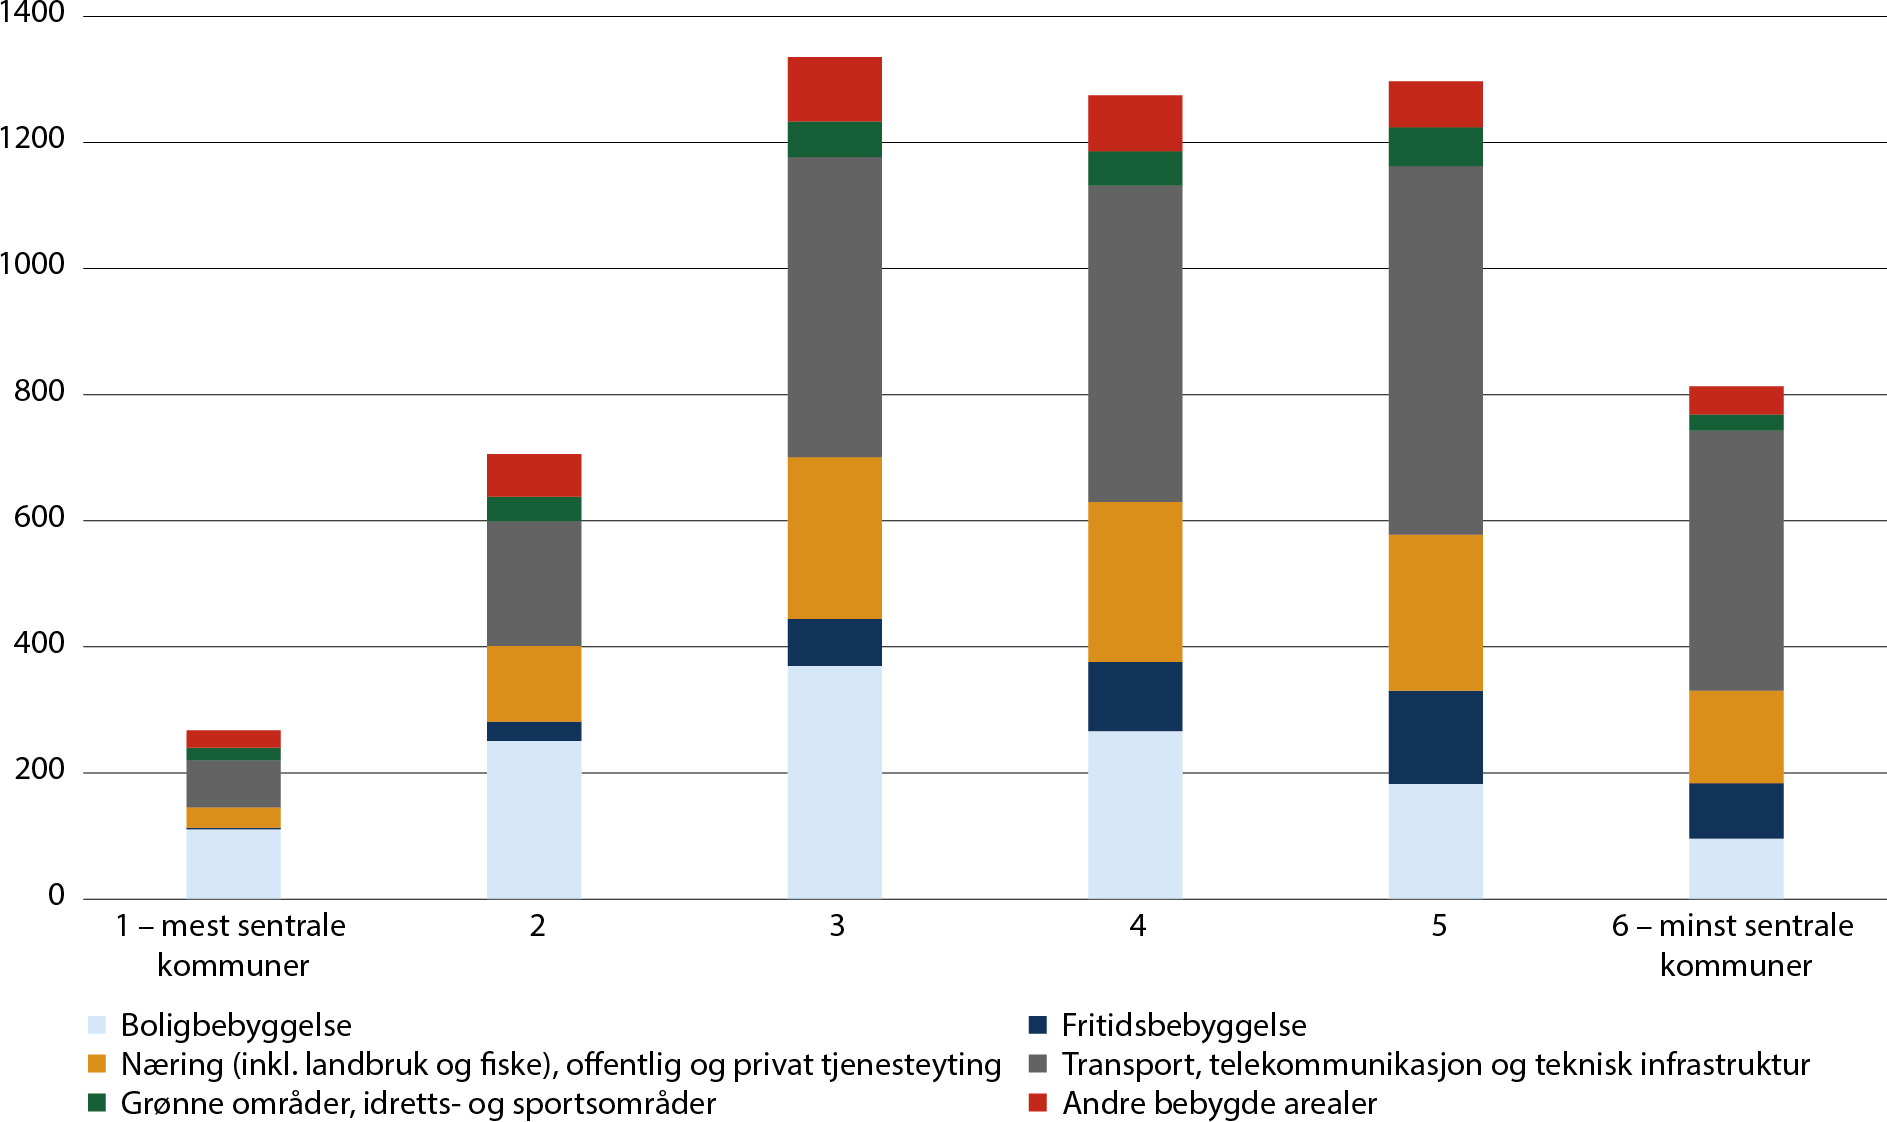 1400
1200
1000
800
600
400
200
0
1 – mest sentrale kommuner
2
3
4
5
6 – minst sentrale kommuner
Boligbebyggelse
Fritidsbebyggelse
Næring (inkl. landbruk og fiske), offentlig og privat tjenesteyting
Transport, telekommunikasjon og teknisk infrastruktur
Grønne områder, idretts- og sportsområder
Andre bebygde arealer